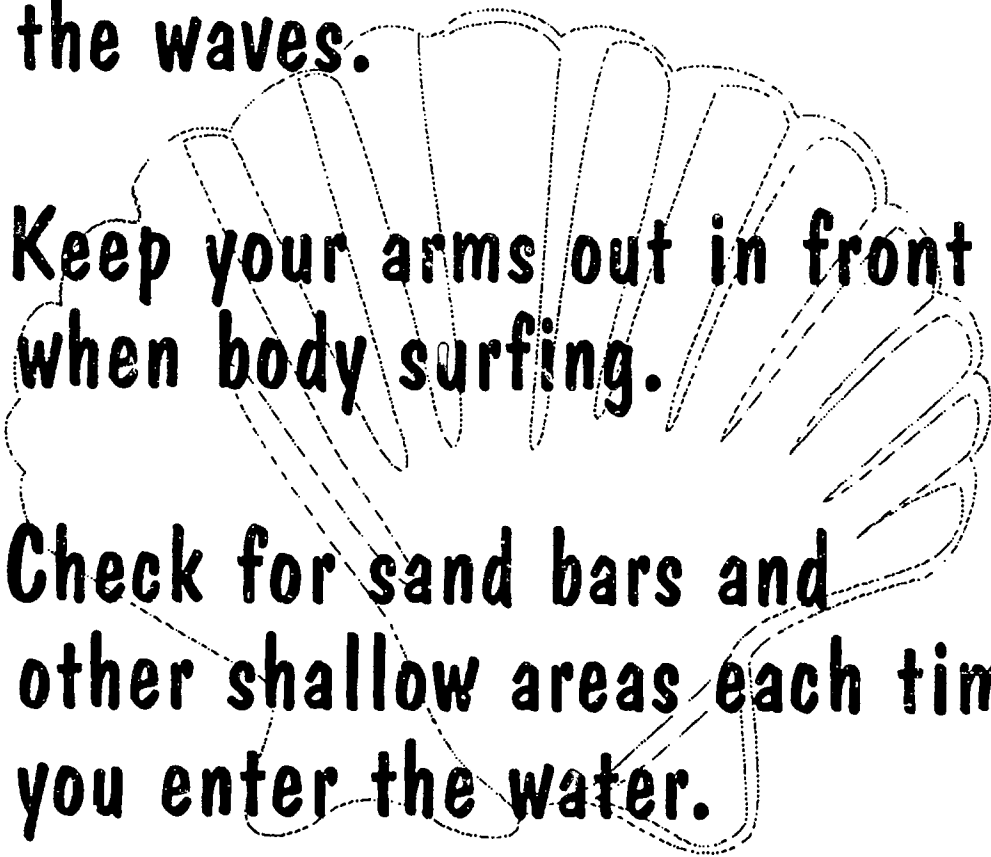 the waves.
Keep your arms out in front
when body surfing.
Check for sand bars and
other shallow areas each tim
you enter the water.